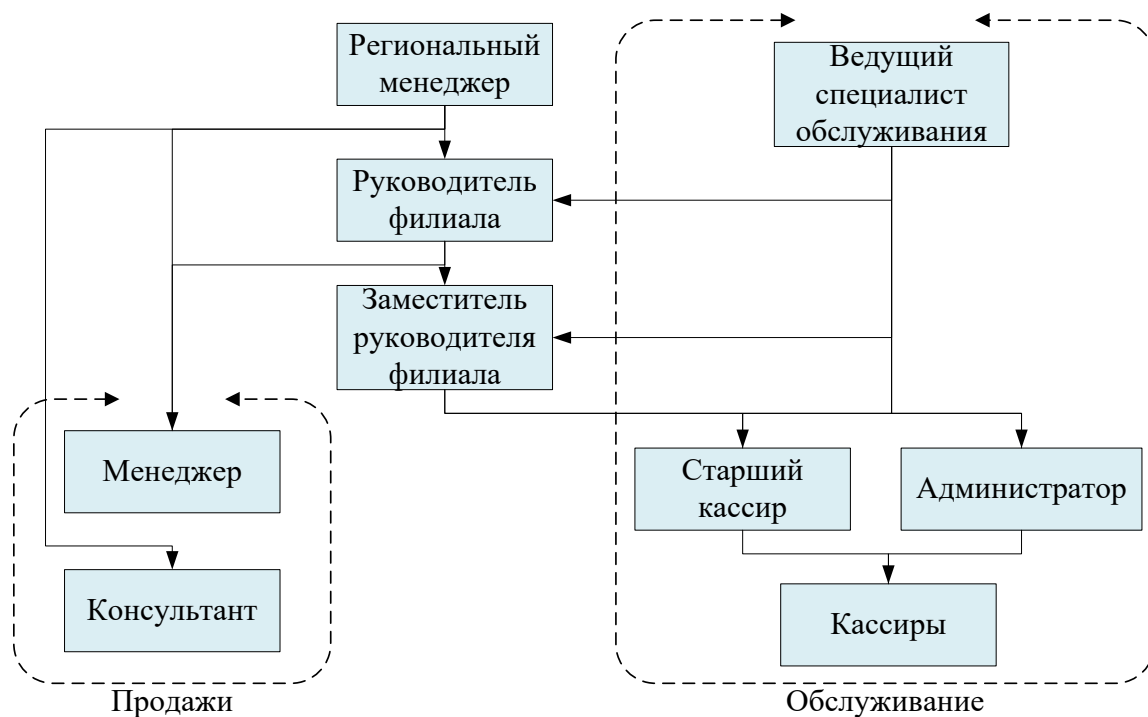 Региональный
менеджер
Ведущий
специалист
обслуживания
Руководитель
филиала
Заместитель
руководителя
филиала
Менеджер
Старший
кассир
Администратор
Консультант
Кассиры
Продажи
Обслуживание